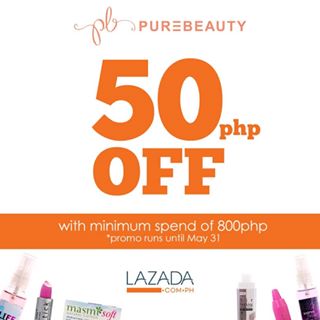 pb PUREBEAUTY
50php
OFF
with minimum spend of 800php
*promo runs until May 31
LAZADA
.COM.PH
masmi soft